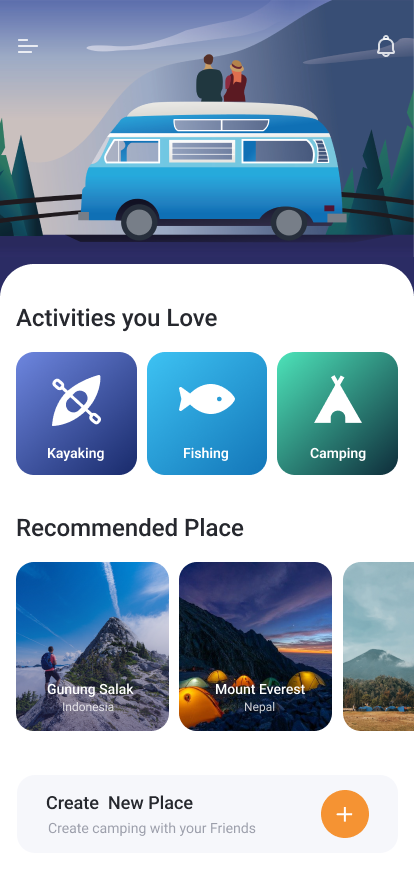 Activities you Love
Kayaking
Fishing
Camping
Recommended Place
Gunung Salak
Indonesia
Mount Everest
Nepal
Create  New Place
Create camping with your Friends